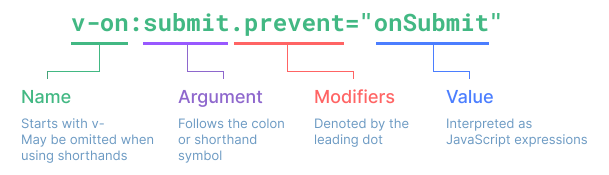 v-on:submit.prevent="onSubmit"
Name
Starts with v-
May be omitted when
using shorthands
Argument
Follows the colon
or shorthand
symbol
Modifiers
Denoted by the
leading dot
Value
Interpreted as
JavaScript expressions